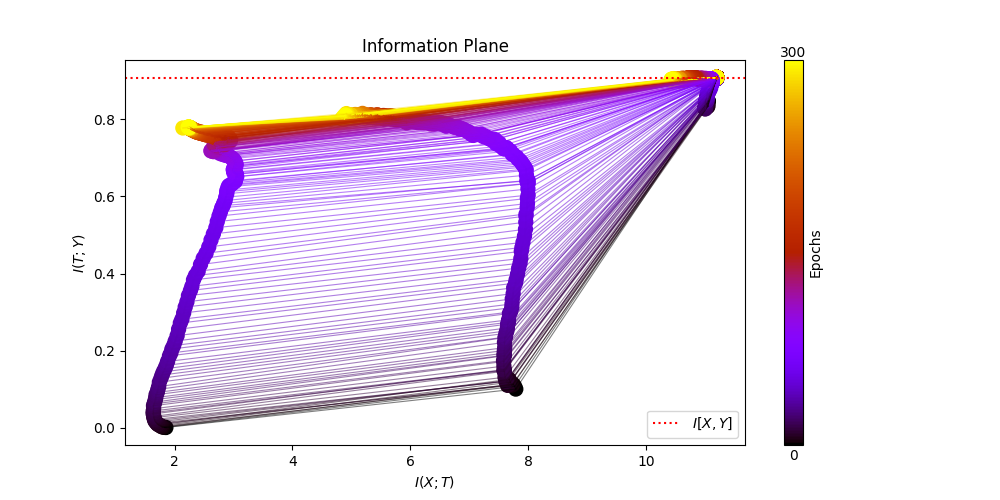 Information Plane
300
0.8
0.6
0.4
0.2
0.0
I(T; Y)
2
4
6
8
10
I(X; T)
I[X, Y]
Epochs
0